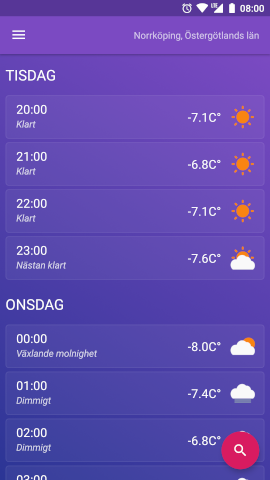 08:00
Norrköping, Östergötlands län
TISDAG
20:00
-7.1C°
Klart
21:00
-6.8C°
Klart
22:00
-7.1C°
Klart
23:00
-7.6C°
Nästan klart
ONSDAG
00:00
-8.0C°
Växlande molnighet
01:00
-7.4C°
Dimmigt
02:00
-6.8C°
Dimmigt
03:00